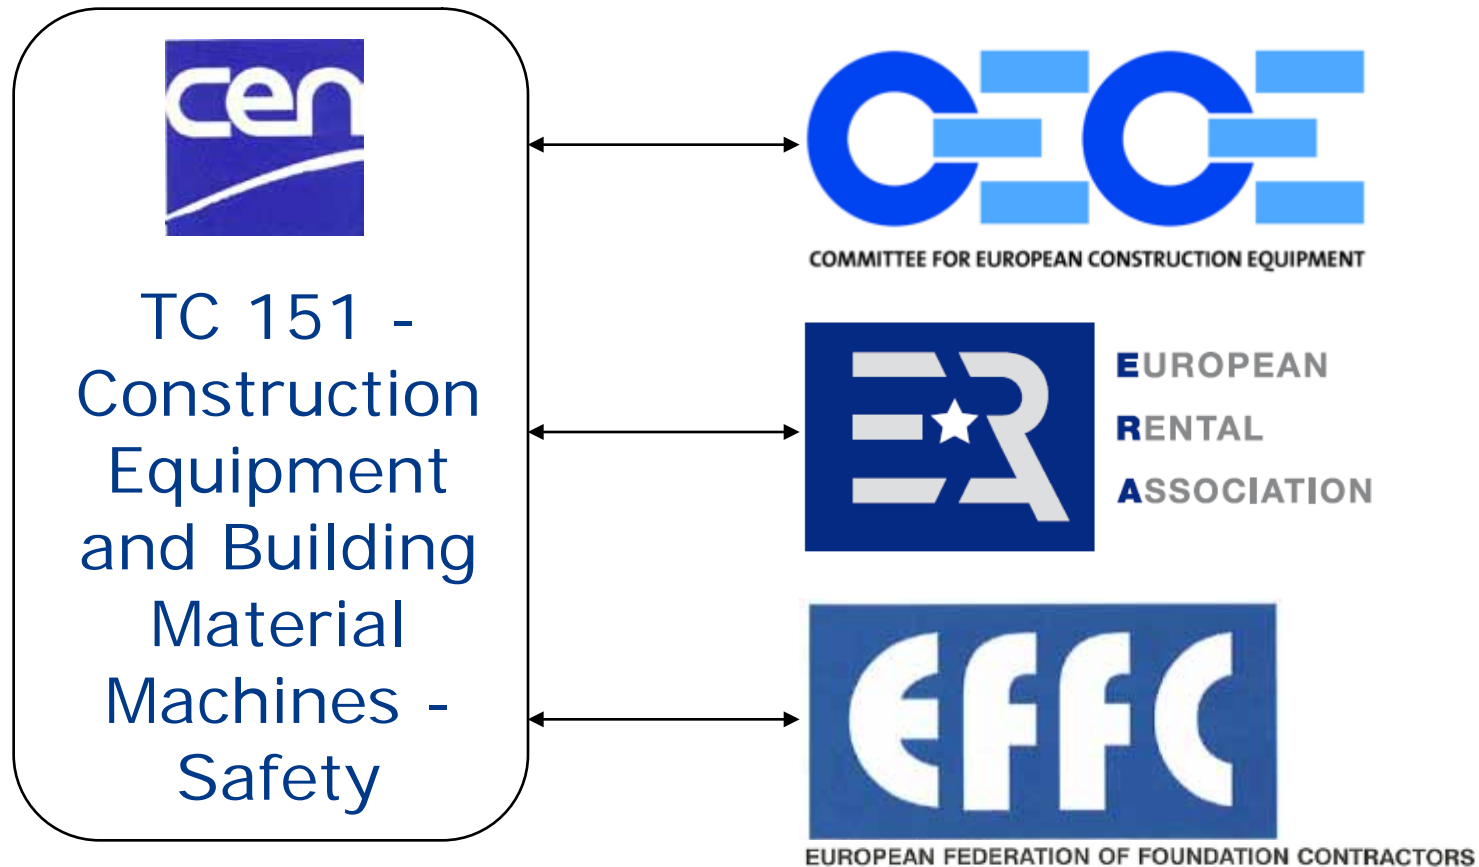 cen
TC 151 -
Construction
Equipment
and Building
Material
Machines -
Safety
CECE
COMMITTEE FOR EUROPEAN CONSTRUCTION EQUIPMENT
ERA
EUROPEAN
RENTAL
ASSOCIATION
EFFC
EUROPEAN FEDERATION OF FOUNDATION CONTRACTORS